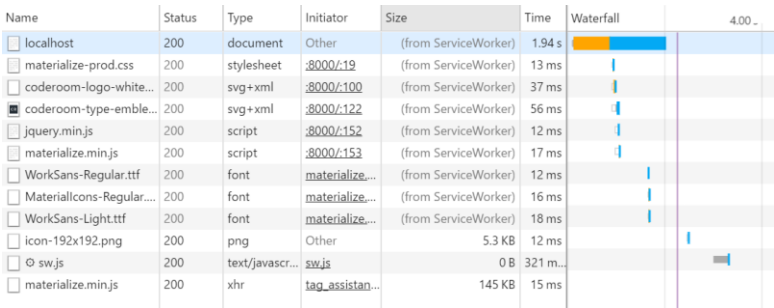 Name Status Type Initiator Size Time Waterfall 4.00
localhost 200 document Other (from ServiceWorker) 1.94 s
materialize-prod.css 200 stylesheet :8000/:19 (from ServiceWorker) 13 ms
coderoom-logo-white... 200 svg+xml :8000/:100 (from ServiceWorker) 37 ms
coderoom-type-emble... 200 svg+xml :8000/:122 (from ServiceWorker) 56 ms
jquery.min.js 200 script :8000/:152 (from ServiceWorker) 12 ms
materialize.min.js 200 script :8000/:153 (from ServiceWorker) 17 ms
WorkSans-Regular.ttf 200 font materialize.... (from ServiceWorker) 12 ms
MaterialIcons-Regular.... 200 font materialize.... (from ServiceWorker) 16 ms
WorkSans-Light.ttf 200 font materialize.... (from ServiceWorker) 18 ms
icon-192x192.png 200 png Other 5.3 KB 12 ms
⚙ sw.js 200 text/javascr... sw.js 0 B 321 m...
materialize.min.js 200 xhr tag_assistan... 145 KB 15 ms